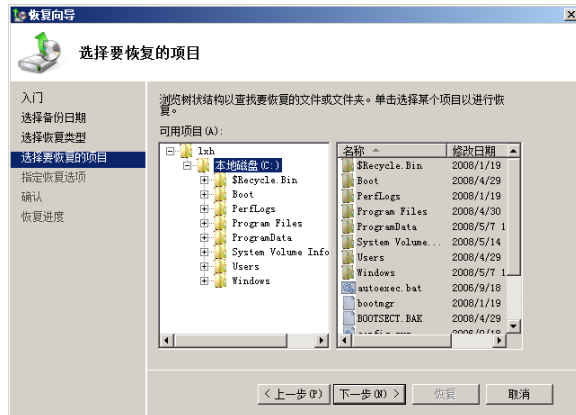 恢复向导
选择要恢复的项目
入门
选择备份日期
选择恢复类型
选择要恢复的项目
指定恢复选项
确认
恢复进度
浏览树状结构以查找要恢复的文件或文件夹。单击选择某个项目以进行恢
复。
可用项目(A):
lxh
本地磁盘(C:)
$Recycle.Bin
Boot
PerfLogs
Program Files
ProgramData
System Volume Info
Users
Windows
名称 修改日期
$Recycle.Bin 2008/1/19
Boot 2008/4/29
PerfLogs 2008/1/19
Program Files 2008/4/30
ProgramData 2008/5/7 1
System Volume... 2008/5/14
Users 2008/4/29
Windows 2008/5/7 1
autoexec.bat 2006/9/18
bootmgr 2008/1/19
BOOTSECT.BAK 2008/4/29
<上一步(P) 下一步(N)> 恢复 取消